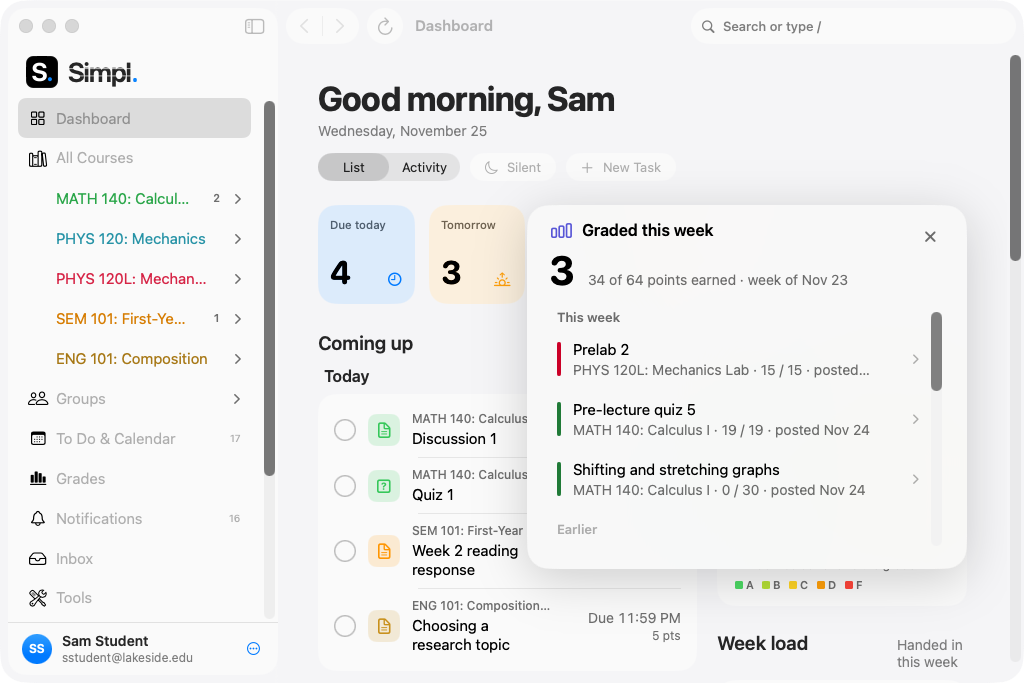 Dashboard
Search or type /
S.
Simpl.
Dashboard
All Courses
MATH 140: Calcul... 2
PHYS 120: Mechanics
PHYS 120L: Mechan...
SEM 101: First-Ye... 1
ENG 101: Composition
Groups
To Do & Calendar 17
Grades
Notifications 16
Inbox
Tools
SS
Sam Student
sstudent@lakeside.edu
Good morning, Sam
Wednesday, November 25
List Activity Silent New Task
Due today
4
Tomorrow
3
Graded this week
3 34 of 64 points earned · week of Nov 23
This week
Prelab 2
PHYS 120L: Mechanics Lab · 15 / 15 · posted...
Pre-lecture quiz 5
MATH 140: Calculus I · 19 / 19 · posted Nov 24
Shifting and stretching graphs
MATH 140: Calculus I · 0 / 30 · posted Nov 24
Earlier
Coming up
Today
MATH 140: Calculus
Discussion 1
MATH 140: Calculus
Quiz 1
SEM 101: First-Year
Week 2 reading
response
ENG 101: Composition...
Choosing a
research topic
Due 11:59 PM
5 pts
A B C D F
Week load
Handed in
this week